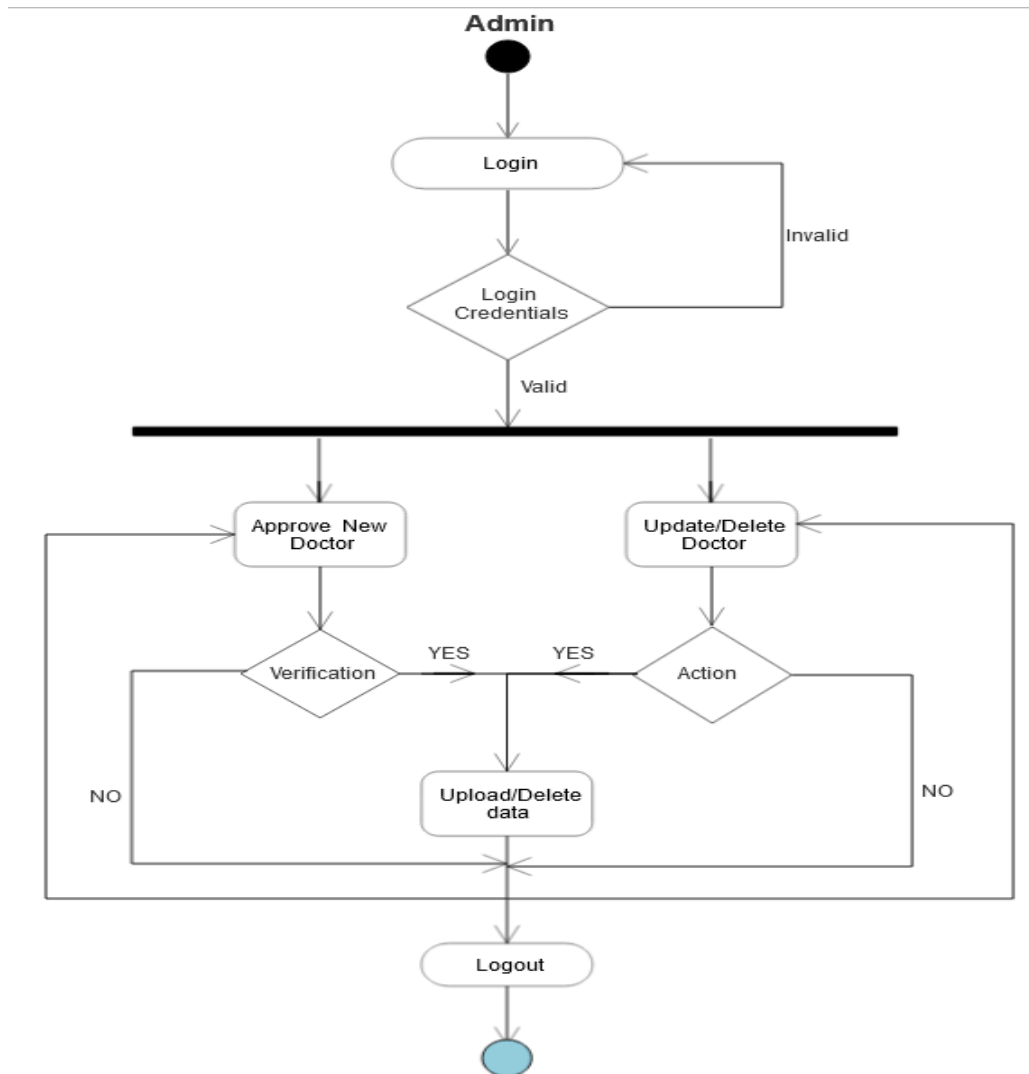 Admin
Login
Invalid
Login
Credentials
Valid
Approve New
Doctor
Update/Delete
Doctor
YES
YES
Verification
Action
NO
Upload/Delete
data
NO
Logout